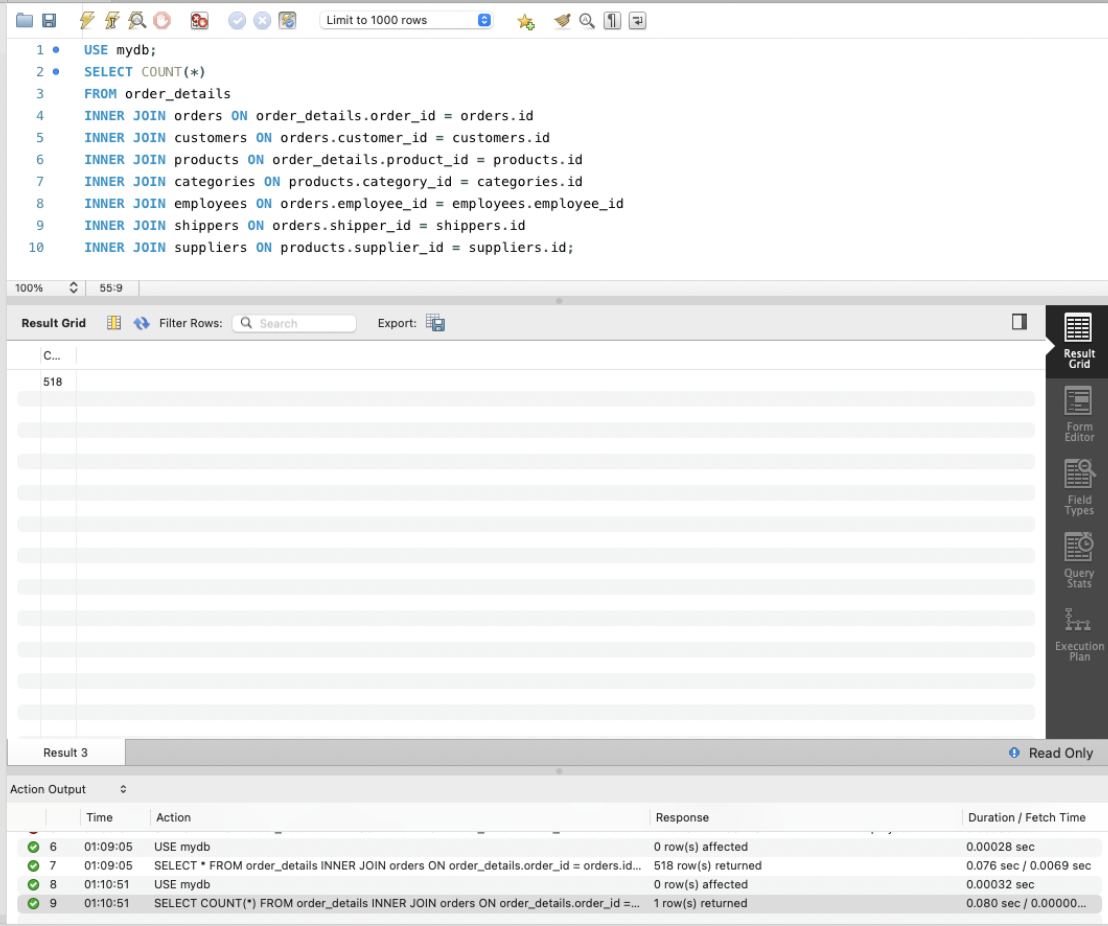 Limit to 1000 rows
1 USE mydb;
2 SELECT COUNT(*)
3 FROM order_details
4 INNER JOIN orders ON order_details.order_id = orders.id
5 INNER JOIN customers ON orders.customer_id = customers.id
6 INNER JOIN products ON order_details.product_id = products.id
7 INNER JOIN categories ON products.category_id = categories.id
8 INNER JOIN employees ON orders.employee_id = employees.employee_id
9 INNER JOIN shippers ON orders.shipper_id = shippers.id
10 INNER JOIN suppliers ON products.supplier_id = suppliers.id;
100% 55:9
Result Grid Filter Rows: Search Export:
C...
518
Result
Grid
Form
Editor
Field
Types
Query
Stats
Execution
Plan
Result 3 Read Only
Action Output
Time Action Response Duration / Fetch Time
6 01:09:05 USE mydb 0 row(s) affected 0.00028 sec
7 01:09:05 SELECT * FROM order_details INNER JOIN orders ON order_details.order_id = orders.id... 518 row(s) returned 0.076 sec / 0.0069 sec
8 01:10:51 USE mydb 0 row(s) affected 0.00032 sec
9 01:10:51 SELECT COUNT(*) FROM order_details INNER JOIN orders ON order_details.order_id =... 1 row(s) returned 0.080 sec / 0.00000...